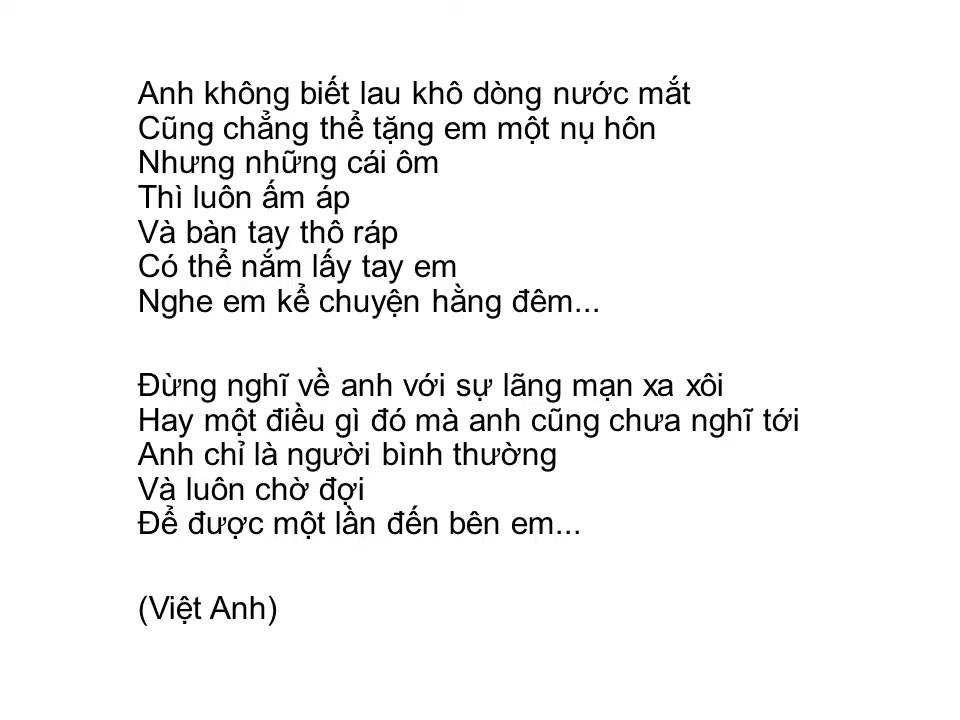 Anh không biết lau khô dòng nước mắt
Cũng chẳng thể tặng em một nụ hôn
Nhưng những cái ôm
Thì luôn ấm áp
Và bàn tay thô ráp
Có thể nắm lấy tay em
Nghe em kể chuyện hằng đêm...
Đừng nghĩ về anh với sự lãng mạn xa xôi
Hay một điều gì đó mà anh cũng chưa nghĩ tới
Anh chỉ là người bình thường
Và luôn chờ đợi
Để được một lần đến bên em...
(Việt Anh)